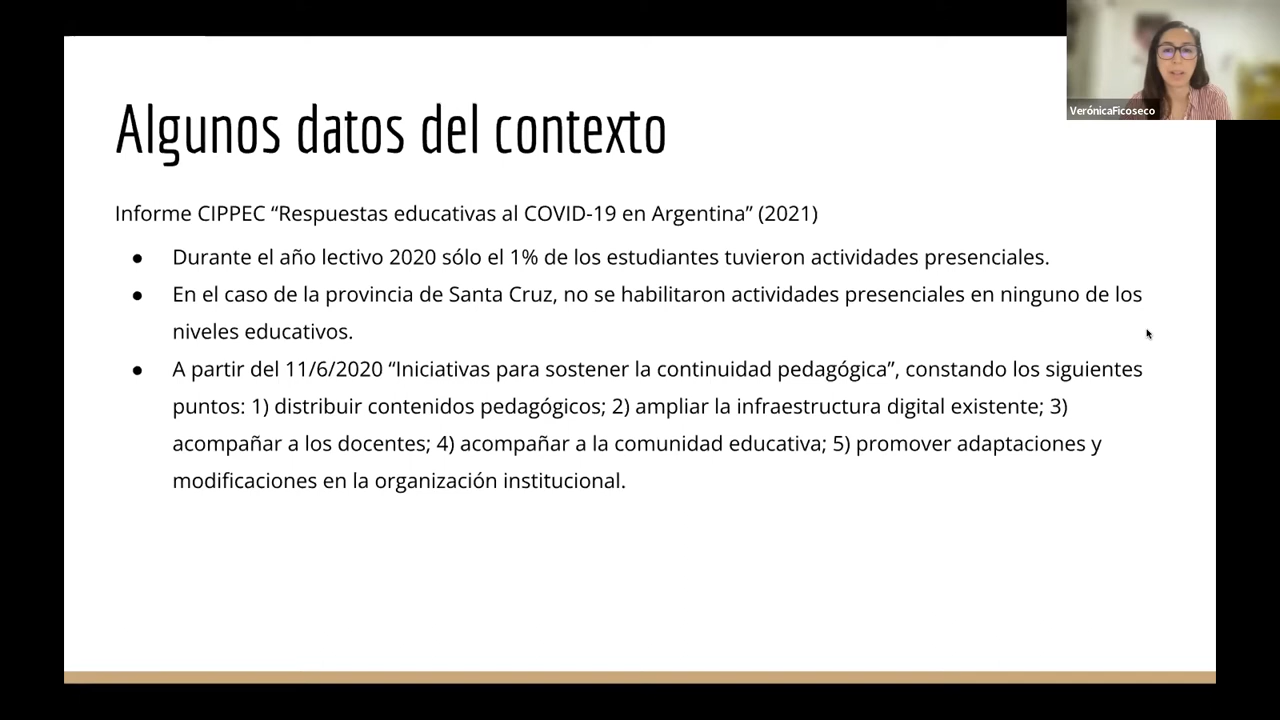 VerónicaFicoseco
Algunos datos del contexto
Informe CIPPEC “Respuestas educativas al COVID-19 en Argentina” (2021)
● Durante el año lectivo 2020 sólo el 1% de los estudiantes tuvieron actividades presenciales.
● En el caso de la provincia de Santa Cruz, no se habilitaron actividades presenciales en ninguno de los
niveles educativos.
● A partir del 11/6/2020 “Iniciativas para sostener la continuidad pedagógica”, constando los siguientes
puntos: 1) distribuir contenidos pedagógicos; 2) ampliar la infraestructura digital existente; 3)
acompañar a los docentes; 4) acompañar a la comunidad educativa; 5) promover adaptaciones y
modificaciones en la organización institucional.